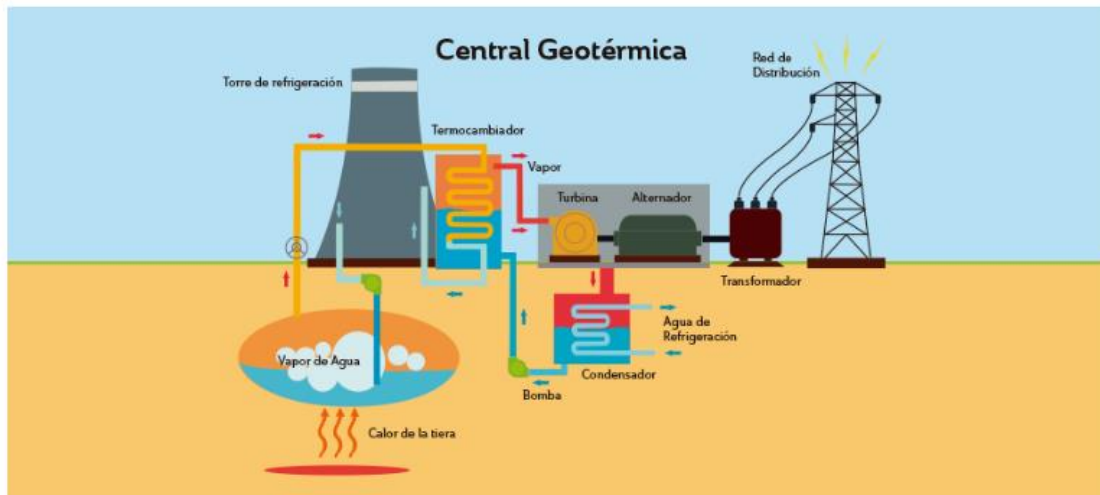 Central Geotérmica
Red de
Distribución
Torre de refrigeración
Termocambiador
Vapor
Turbina
Alternador
Transformador
Agua de
Refrigeración
Vapor de Agua
Condensador
Bomba
Calor de la tiera